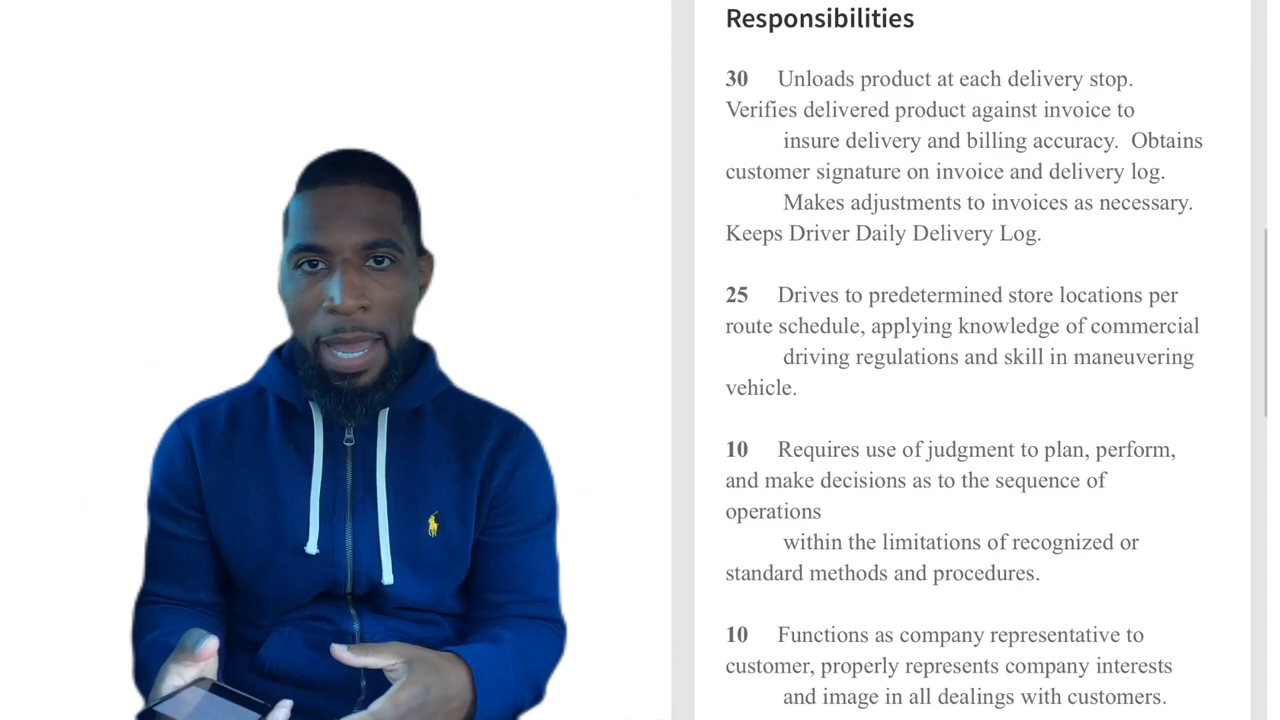 Responsibilities
30 Unloads product at each delivery stop.
Verifies delivered product against invoice to
insure delivery and billing accuracy. Obtains
customer signature on invoice and delivery log.
Makes adjustments to invoices as necessary.
Keeps Driver Daily Delivery Log.
25 Drives to predetermined store locations per
route schedule, applying knowledge of commercial
driving regulations and skill in maneuvering
vehicle.
10 Requires use of judgment to plan, perform,
and make decisions as to the sequence of
operations
within the limitations of recognized or
standard methods and procedures.
10 Functions as company representative to
customer, properly represents company interests
and image in all dealings with customers.